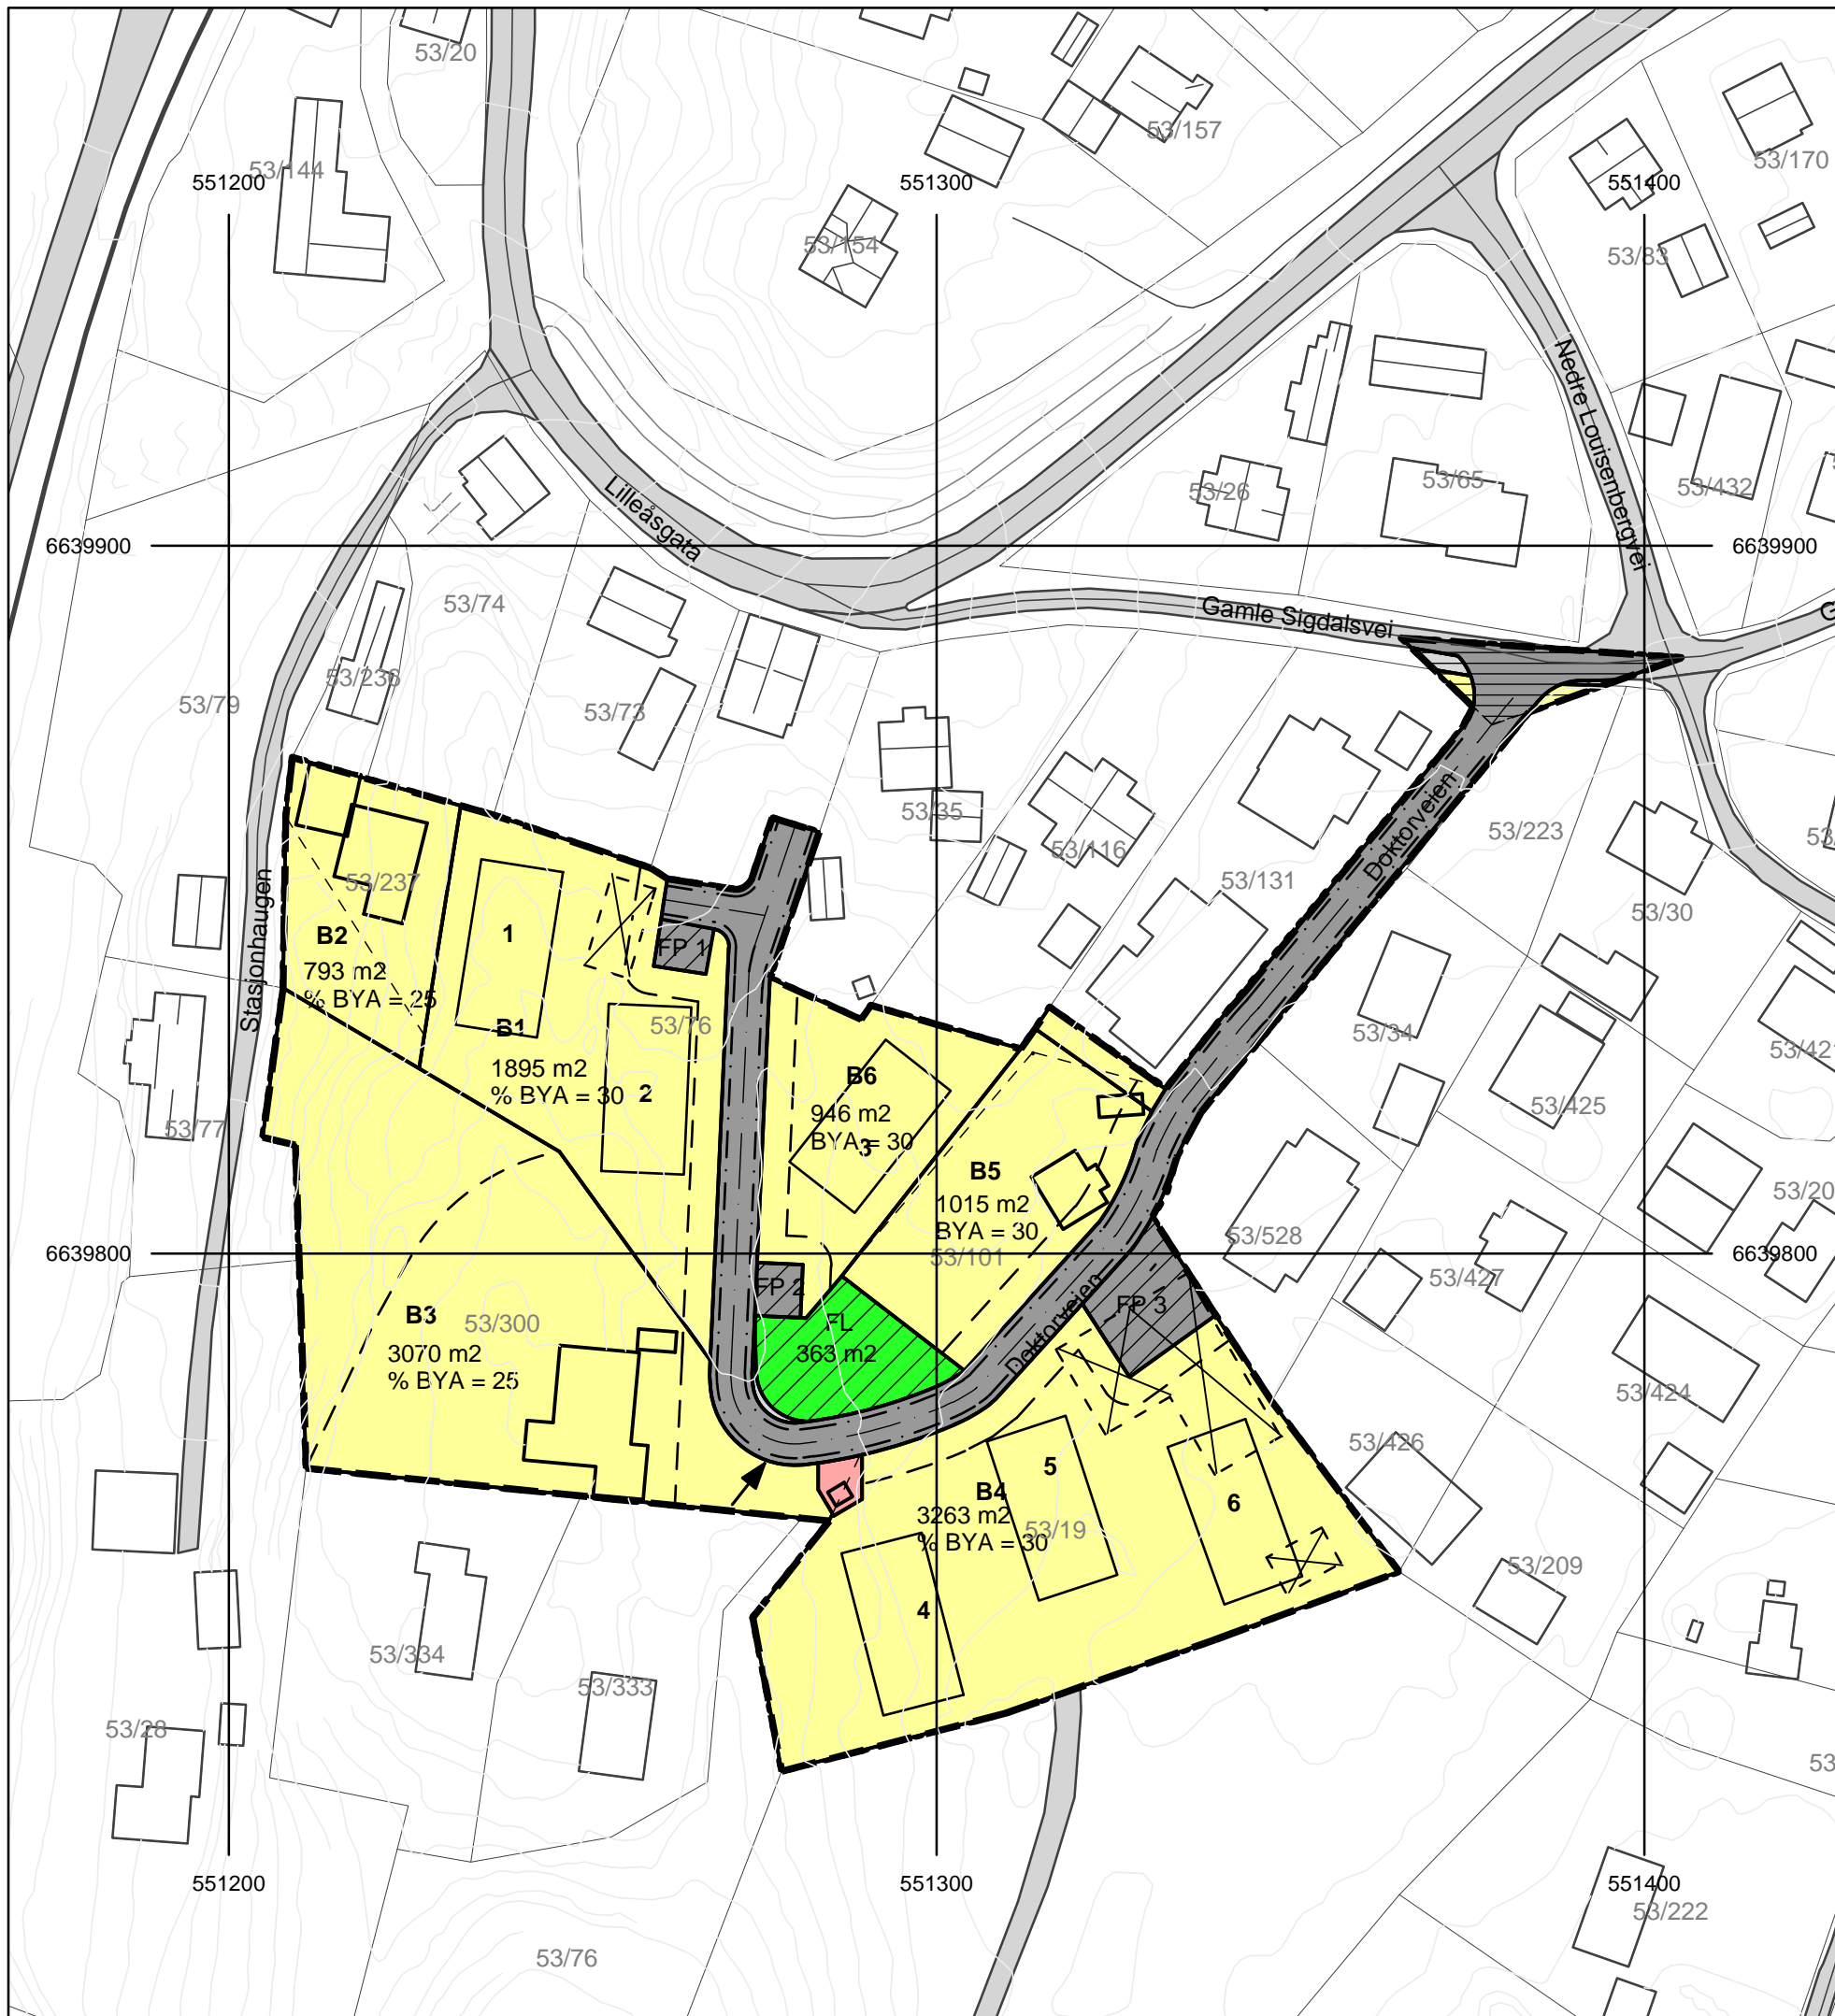 53/20
53/157
53/170
53/144
551200
551300
551400
53/154
53/83
Nedre Louisenbergvei
53/65
53/26
53/432
Lilleåsgata
6639900
6639900
53/74
Gamle Sigdalsvei
G
53/236
53/79
53/73
53/35
53/223
Doktorveien
53/116
53/131
53/237
Stasjonhaugen
53/30
B2
1
FP 1
793 m2
% BYA = 25
B1
53/76
53/34
53/421
1895 m2
% BYA = 30
2
B6
946 m2
BYA = 30
3
53/425
53/77
B5
1015 m2
BYA = 30
53/101
53/20
53/528
6639800
6639800
53/427
FP 2
FP 3
B3
53/300
FL
363 m2
3070 m2
% BYA = 25
Doktorveien
53/424
53/426
5
B4
3263 m2
% BYA = 30
53/19
6
53/209
4
53/334
53/333
53/28
53
551200
551300
551400
53/222
53/76